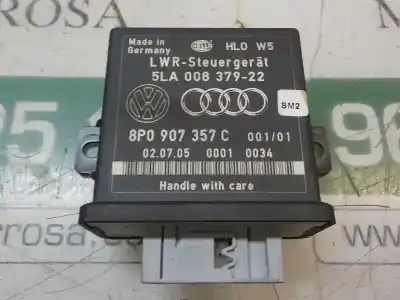 Made in Germany
HELLA
HLO W5
LWR-Steuergerät
5LA 008 379-22
SM2
8P0 907 357 C 001/01
02.07.05 0001 0034
Handle with care